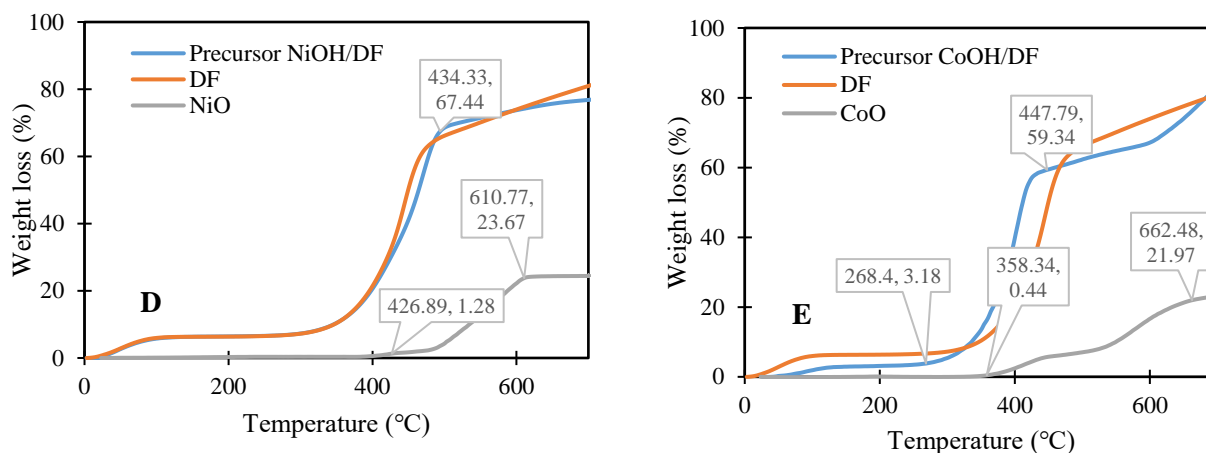 100
80
60
40
20
0
Weight loss (%)
Precursor NiOH/DF
DF
NiO
434.33,
67.44
610.77,
23.67
426.89, 1.28
D
0
200
400
600
Temperature (°C)
100
80
60
40
20
0
Weight loss (%)
Precursor CoOH/DF
DF
CoO
447.79,
59.34
662.48,
21.97
268.4, 3.18
358.34,
0.44
E
0
200
400
600
Temperature (°C)